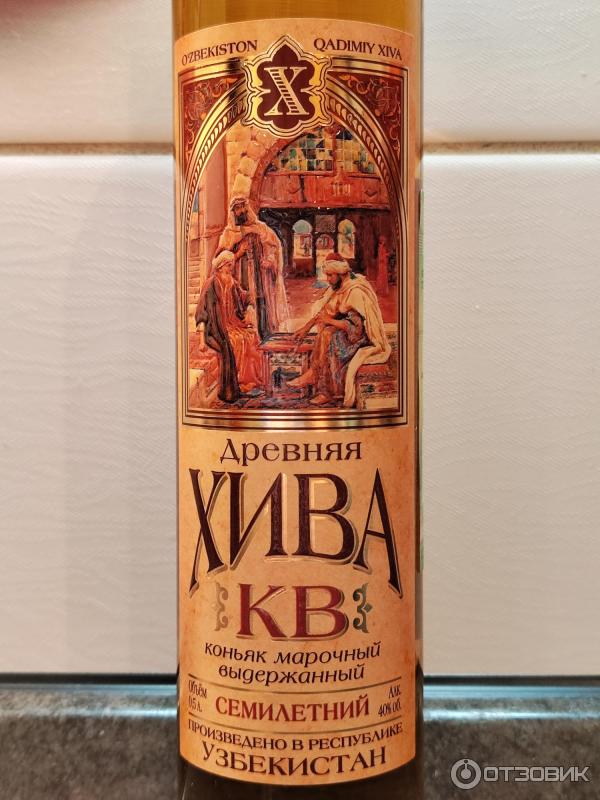 O'ZBEKISTON QADIMIY XIVA
X
Древняя
ХИВА
КВ
коньяк марочный
выдержанный
Объём
0,5 л.
СЕМИЛЕТНИЙ
Алк.
40% об.
ПРОИЗВЕДЕНО В РЕСПУБЛИКЕ
УЗБЕКИСТАН
ОТЗОВИК